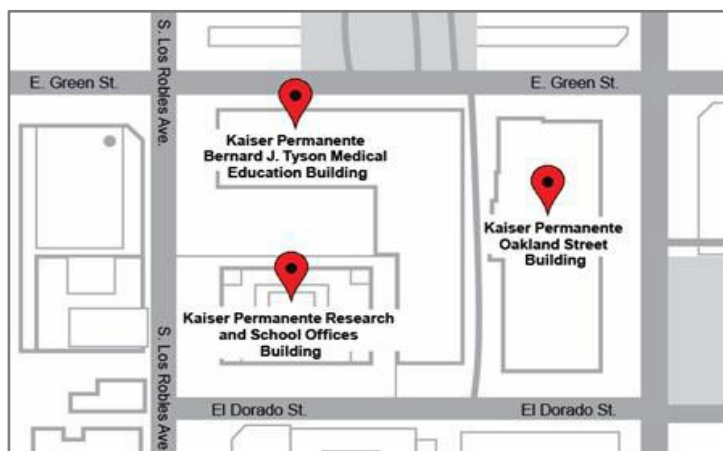 S. Los Robles Ave.
E. Green St.
E. Green St.
Kaiser Permanente
Bernard J. Tyson Medical
Education Building
Kaiser Permanente
Oakland Street
Building
Kaiser Permanente Research
and School Offices
Building
S. Los Robles Ave
El Dorado St.
El Dorado St.